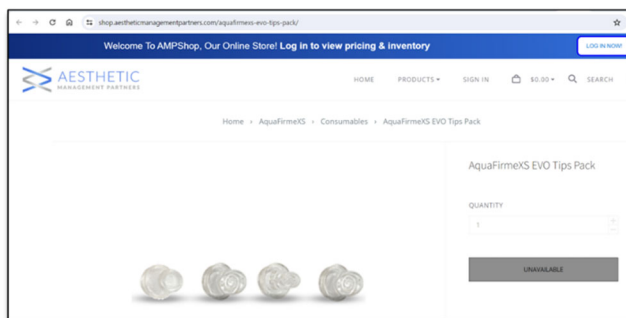 shop.aestheticmanagementpartners.com/aquafirmexs-evo-tips-pack/
Welcome To AMPShop, Our Online Store! Log in to view pricing & inventory
LOG IN NOW!
AESTHETIC
MANAGEMENT PARTNERS
HOME PRODUCTS SIGN IN $0.00 SEARCH
Home › AquaFirmeXS › Consumables › AquaFirmeXS EVO Tips Pack
AquaFirmeXS EVO Tips Pack
QUANTITY
1
UNAVAILABLE